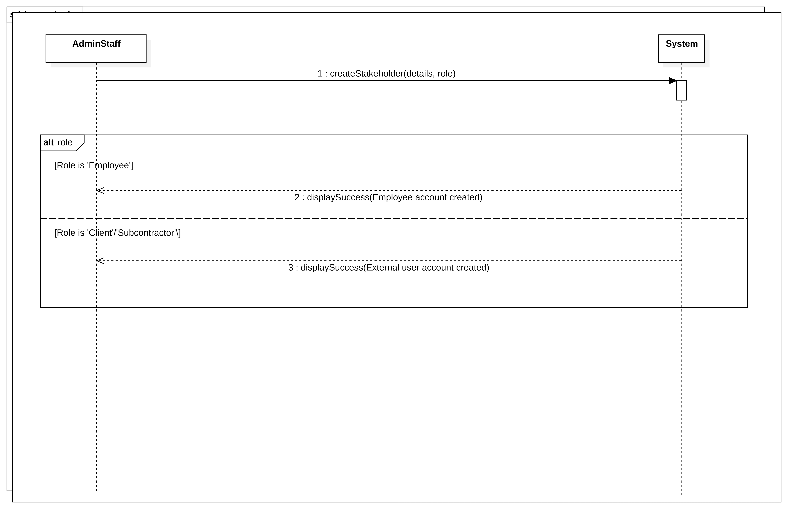 AdminStaff
System
1 : createStakeholder(details, role)
alt role
[Role is 'Employee']
2 : displaySuccess(Employee account created)
[Role is 'Client'/'Subcontractor'\]
3 : displaySuccess(External user account created)